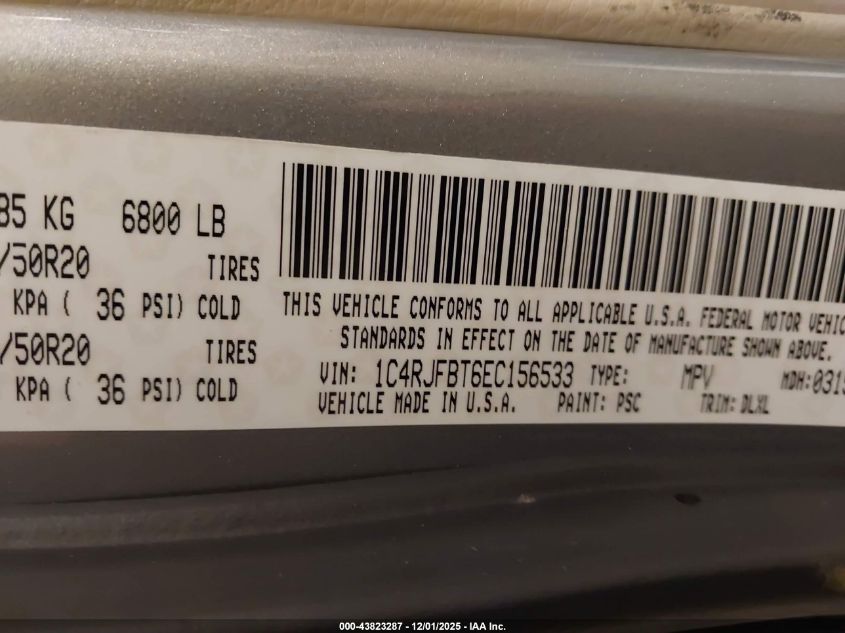 85 KG 6800 LB
/50R20 TIRES
KPA ( 36 PSI) COLD
/50R20 TIRES
KPA ( 36 PSI) COLD
THIS VEHICLE CONFORMS TO ALL APPLICABLE U.S.A. FEDERAL MOTOR VEHIC
STANDARDS IN EFFECT ON THE DATE OF MANUFACTURE SHOWN ABOVE.
VIN: 1C4RJFBT6EC156533 TYPE: MPV MDH:0319
VEHICLE MADE IN U.S.A. PAINT: PSC TRIM: DLXL
000-43823287 - 12/01/2025 - IAA Inc.